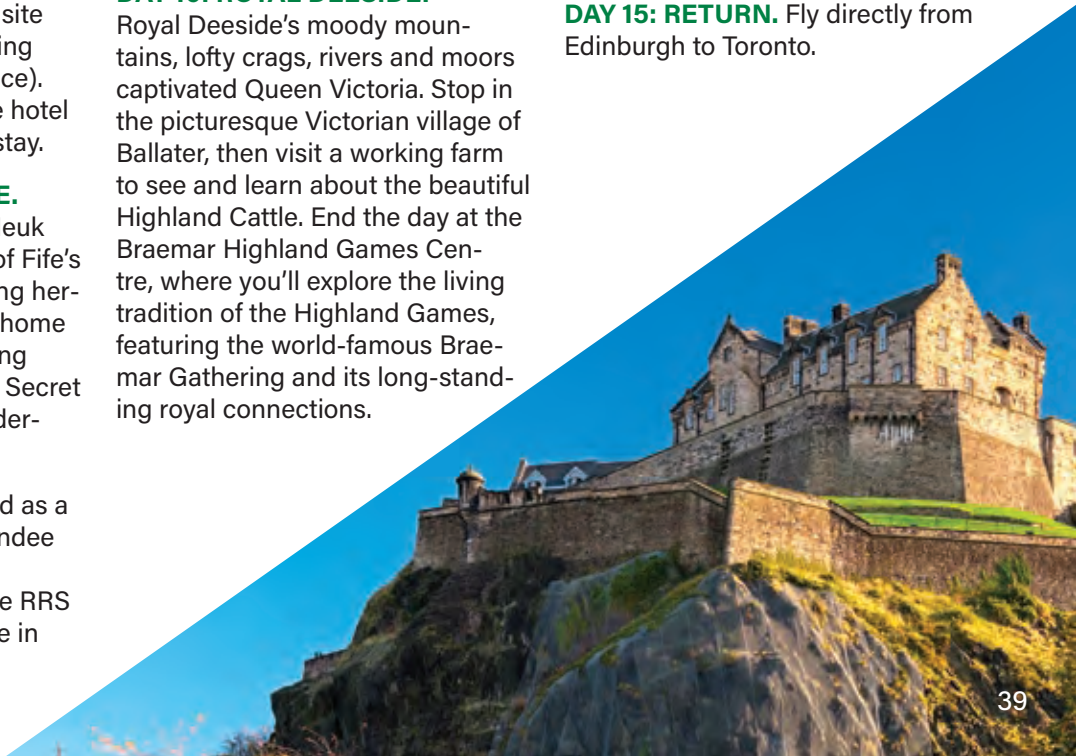 site
ing
ce).
e hotel
stay.
E.
euk
of Fife's
ng her-
home
ng
Secret
der-
d as a
ndee
e RRS
e in
Royal Deeside's moody moun-
tains, lofty crags, rivers and moors
captivated Queen Victoria. Stop in
the picturesque Victorian village of
Ballater, then visit a working farm
to see and learn about the beautiful
Highland Cattle. End the day at the
Braemar Highland Games Cen-
tre, where you'll explore the living
tradition of the Highland Games,
featuring the world-famous Brae-
mar Gathering and its long-stand-
ing royal connections.
DAY 15: RETURN. Fly directly from
Edinburgh to Toronto.
39